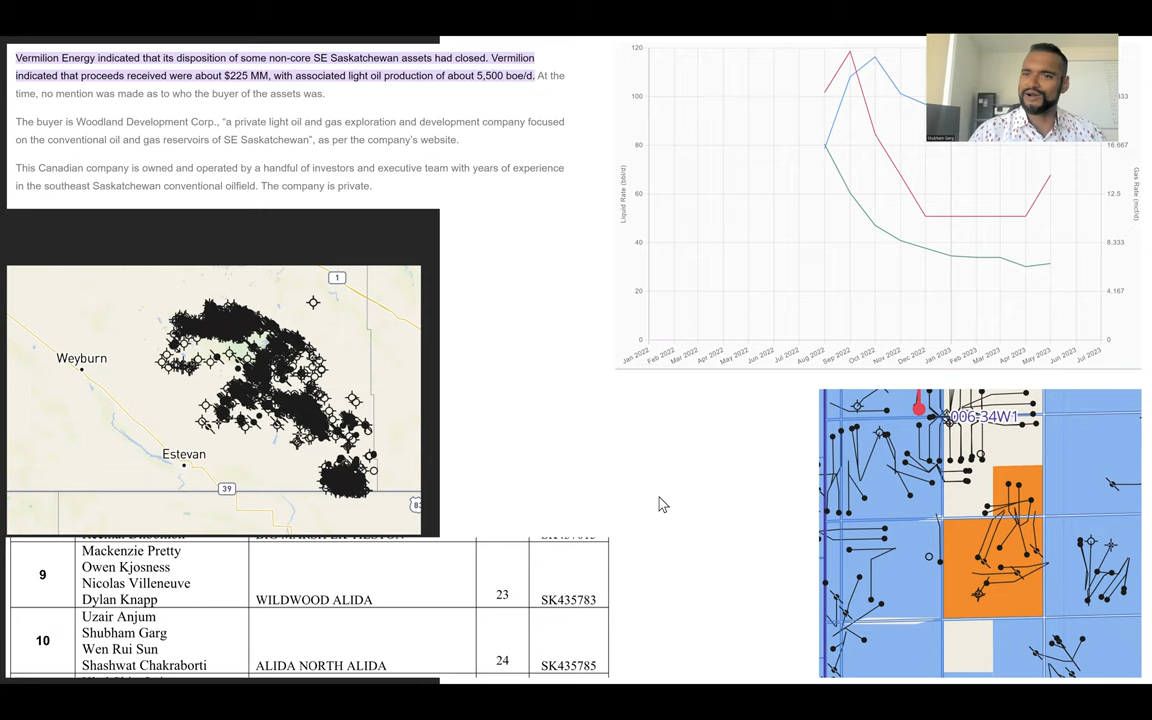 Vermilion Energy indicated that its disposition of some non-core SE Saskatchewan assets had closed. Vermilion
indicated that proceeds received were about $225 MM, with associated light oil production of about 5,500 boe/d. At the
time, no mention was made as to who the buyer of the assets was.
The buyer is Woodland Development Corp., "a private light oil and gas exploration and development company focused
on the conventional oil and gas reservoirs of SE Saskatchewan", as per the company's website.
This Canadian company is owned and operated by a handful of investors and executive team with years of experience
in the southeast Saskatchewan conventional oilfield. The company is private.
1
Weyburn
Estevan
39
9
Mackenzie Pretty
Owen Kjosness
Nicolas Villeneuve
Dylan Knapp
WILDWOOD ALIDA
23
SK435783
10
Uzair Anjum
Shubham Garg
Wen Rui Sun
Shashwat Chakraborti
ALIDA NORTH ALIDA
24
SK435785
120
100
80
60
40
20
0
Liquid Rate (bbl/d)
16.667
12.5
8.333
4.167
0
Gas Rate (mcf/d)
Jan 2022
Feb 2022
Mar 2022
Apr 2022
May 2022
Jun 2022
Jul 2022
Aug 2022
Sep 2022
Oct 2022
Nov 2022
Dec 2022
Jan 2023
Feb 2023
Mar 2023
Apr 2023
May 2023
Jun 2023
Jul 2023
Shubham Garg
006-34W1